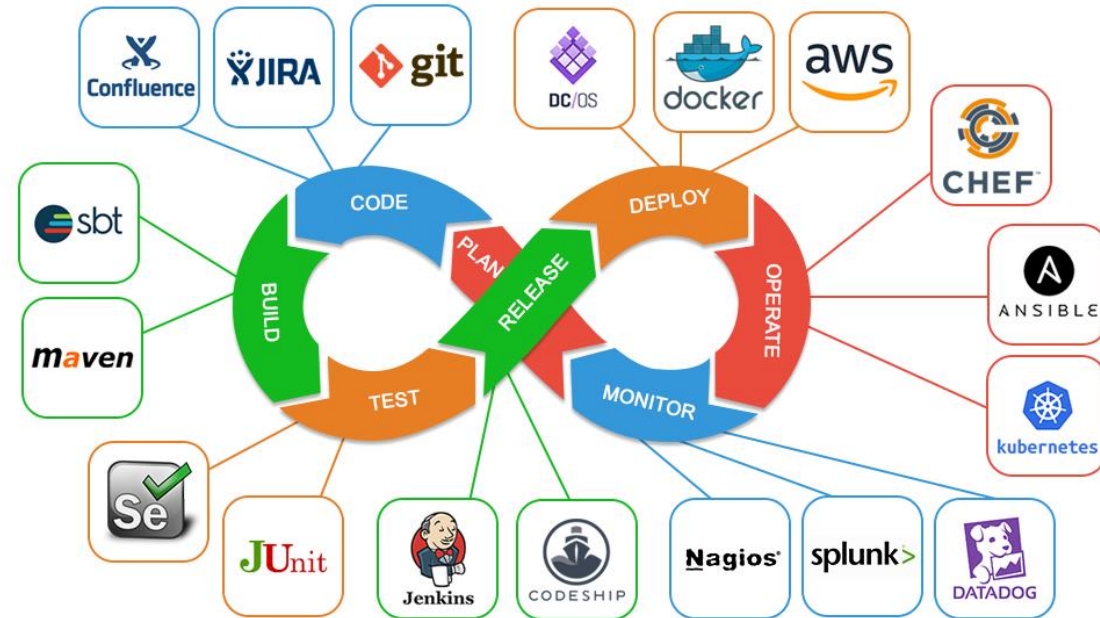 Confluence
JIRA
git
DC/OS
docker
aws
CHEF™
sbt
CODE
DEPLOY
PLAN
RELEASE
BUILD
OPERATE
ANSIBLE
maven
TEST
MONITOR
kubernetes
Se
JUnit
Jenkins
CODESHIP
Nagios®
splunk>
DATADOG